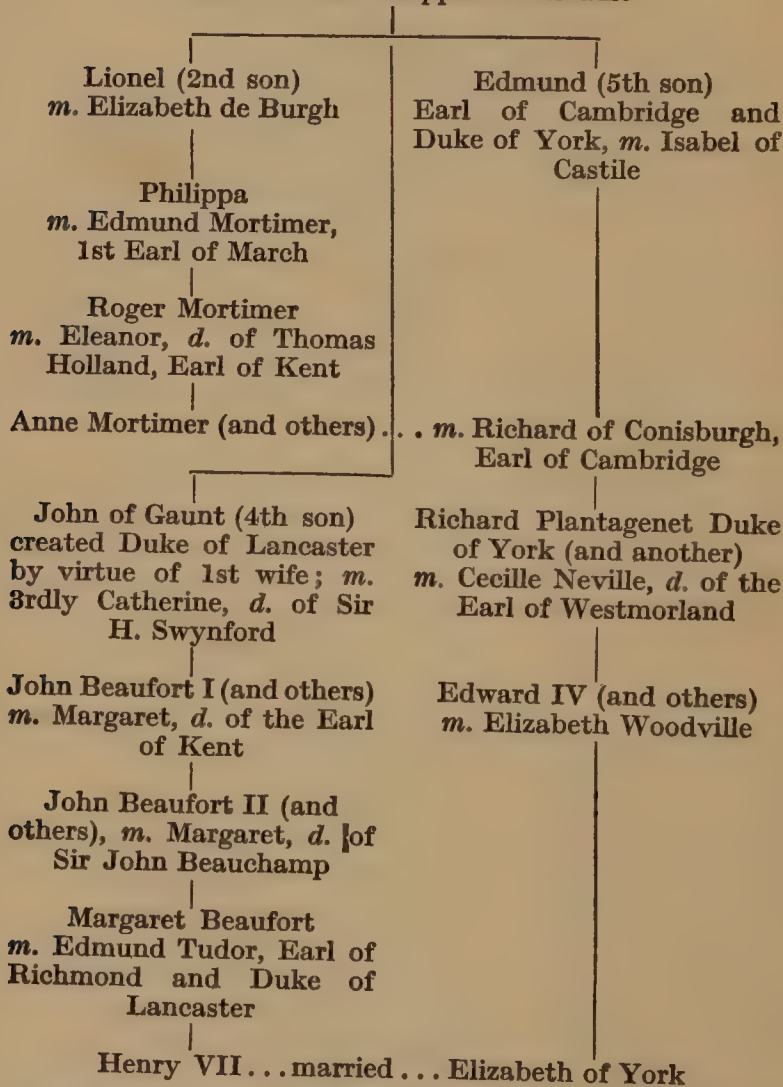 Lionel (2nd son)
m. Elizabeth de Burgh
Philippa
m. Edmund Mortimer,
1st Earl of March
Roger Mortimer
m. Eleanor, d. of Thomas
Holland, Earl of Kent
Edmund (5th son)
Earl of Cambridge and
Duke of York, m. Isabel of
Castile
Anne Mortimer (and others) . . . m. Richard of Conisburgh,
Earl of Cambridge
John of Gaunt (4th son)
created Duke of Lancaster
by virtue of 1st wife; m.
3rdly Catherine, d. of Sir
H. Swynford
John Beaufort I (and others)
m. Margaret, d. of the Earl
of Kent
John Beaufort II (and
others), m. Margaret, d. of
Sir John Beauchamp
Margaret Beaufort
m. Edmund Tudor, Earl of
Richmond and Duke of
Lancaster
Richard Plantagenet Duke
of York (and another)
m. Cecille Neville, d. of the
Earl of Westmorland
Edward IV (and others)
m. Elizabeth Woodville
Henry VII . . . married . . . Elizabeth of York